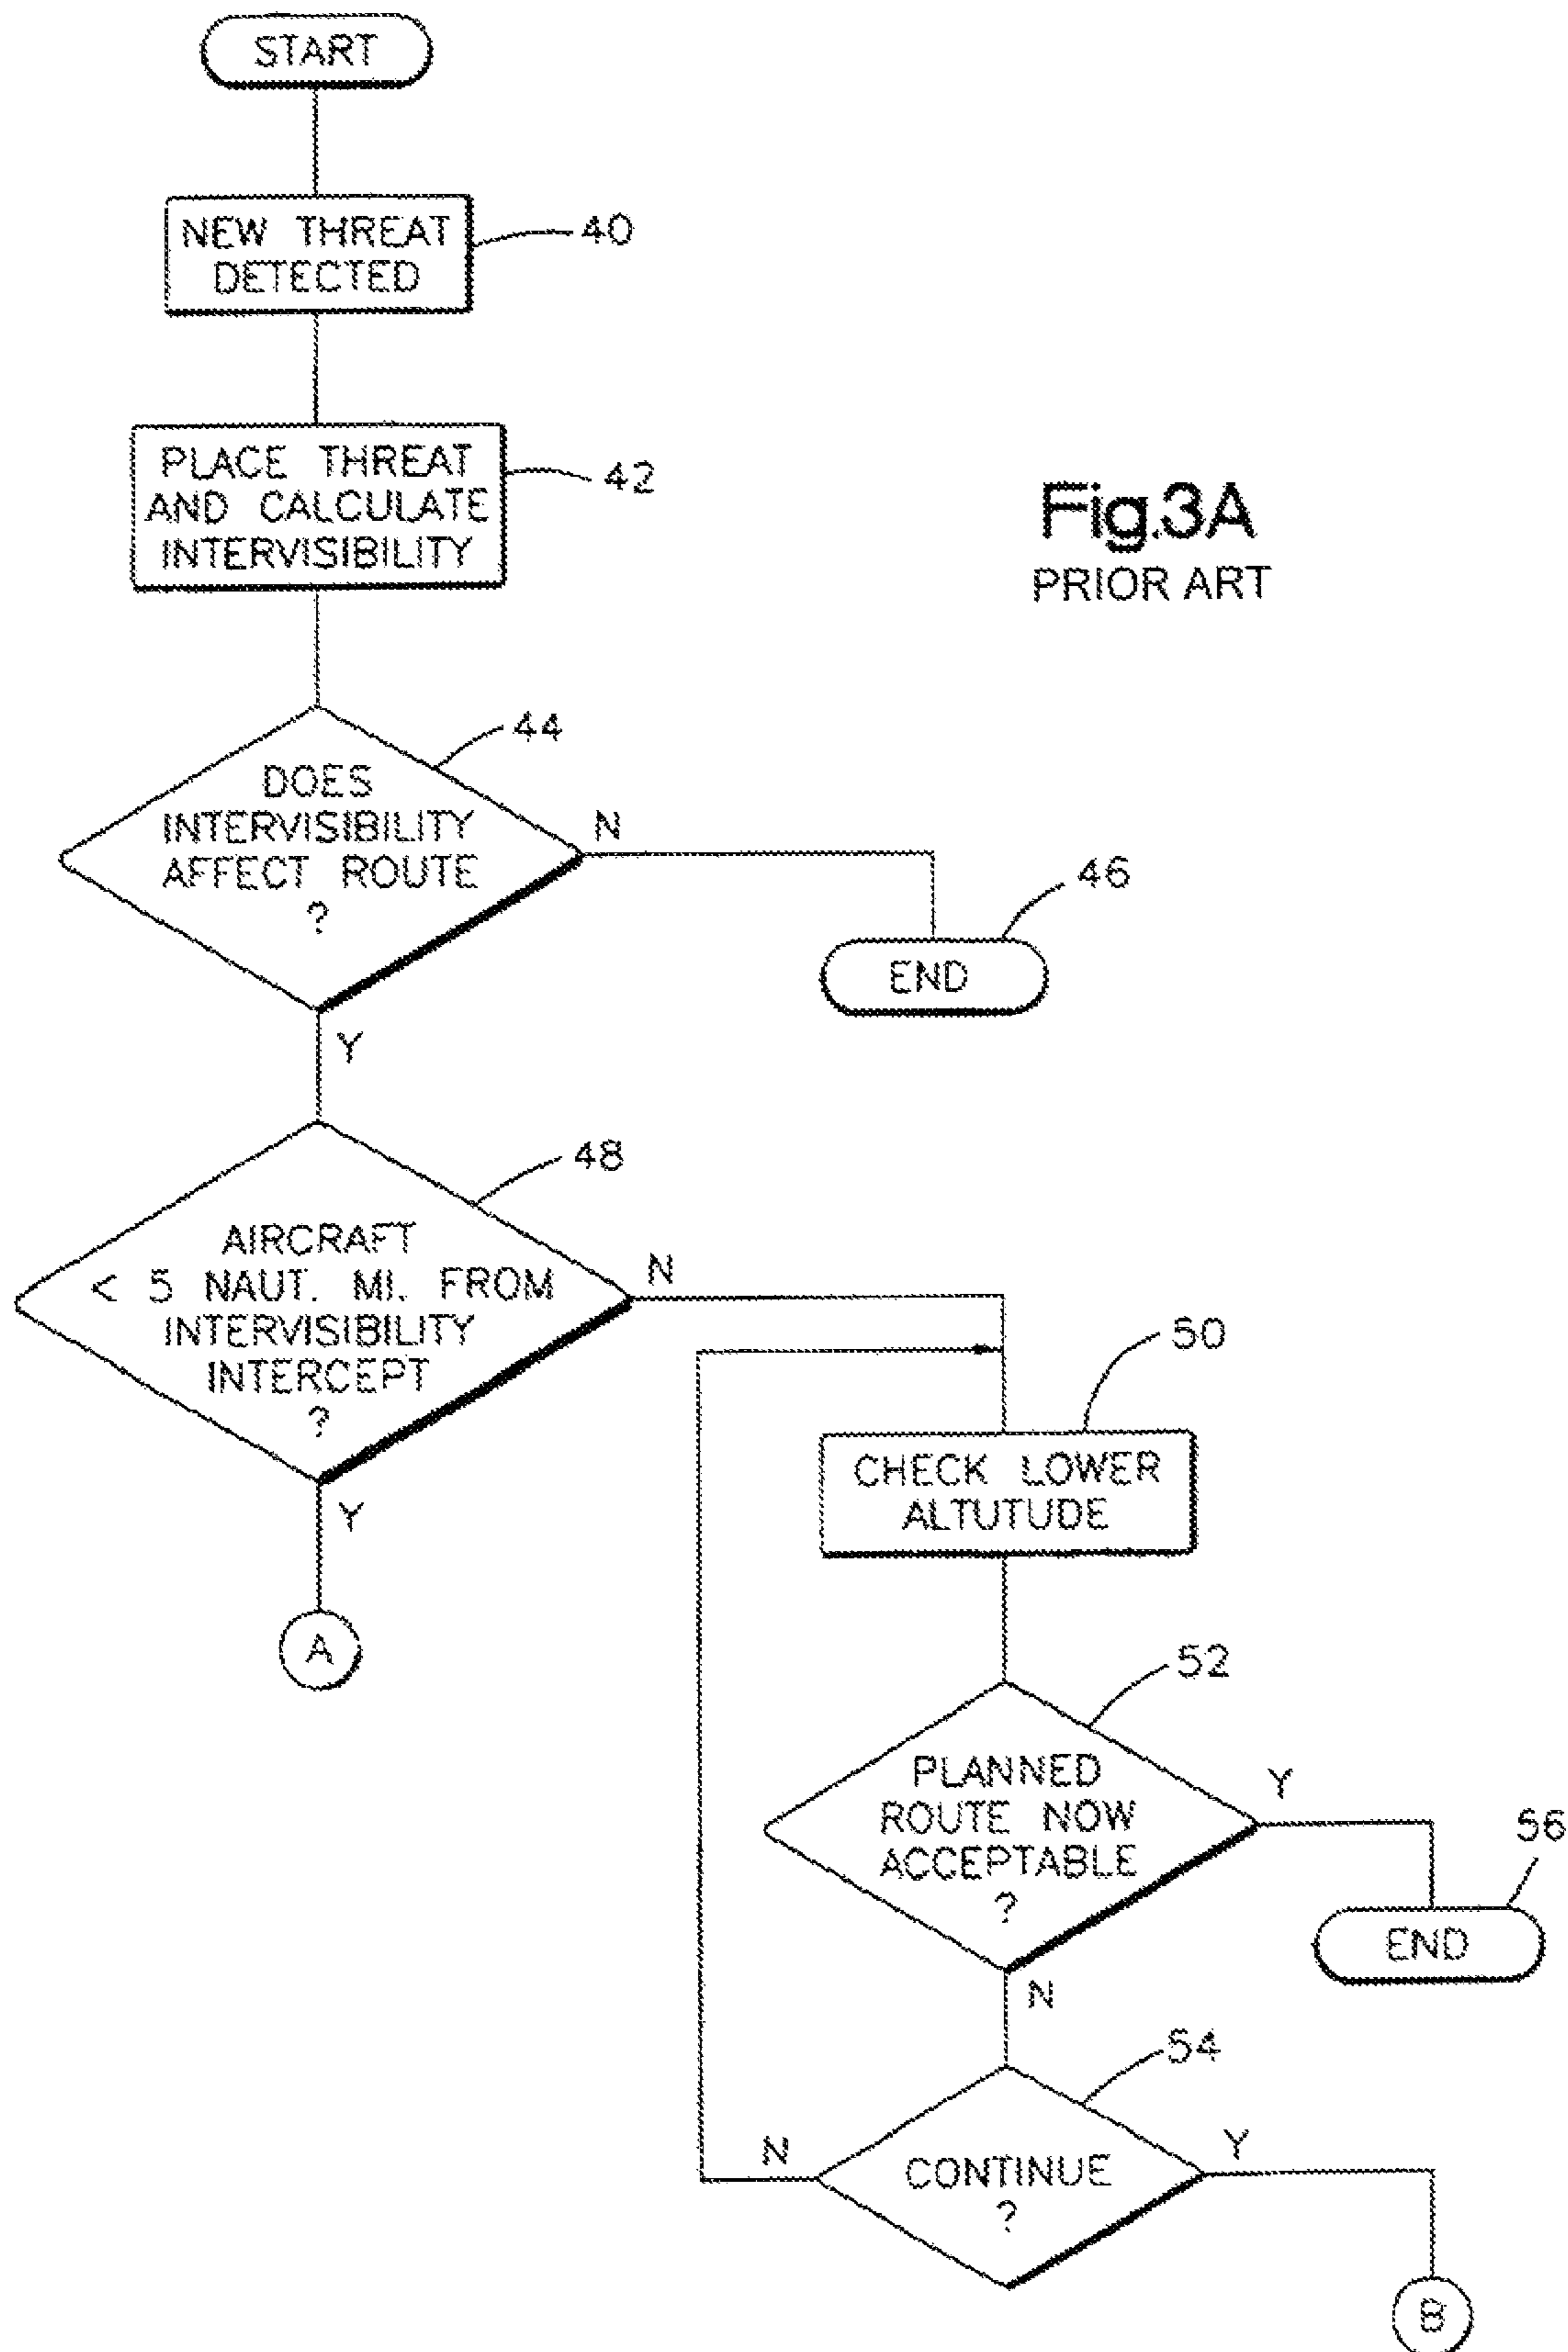 START
NEW THREAT
DETECTED
40
PLACE THREAT
AND CALCULATE
INTERVISIBILITY
42
Fig.3A
PRIOR ART
44
DOES
INTERVISIBILITY
AFFECT ROUTE
?
N
46
END
Y
48
AIRCRAFT
< 5 NAUT. MI. FROM
INTERVISIBILITY
INTERCEPT
?
N
Y
A
50
CHECK LOWER
ALTUTUDE
52
PLANNED
ROUTE NOW
ACCEPTABLE
?
Y
56
END
N
54
CONTINUE
?
N
Y
B